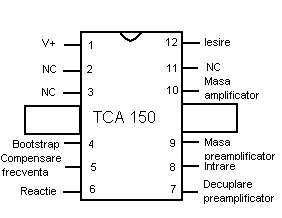 V+ 1 12 Iesire
NC 2 11 NC
NC 3 10 Masa
amplificator
TCA 150
Bootstrap 4 9 Masa
preamplificator
Compensare
frecventa 5 8 Intrare
Reactie 6 7 Decuplare
preamplificator